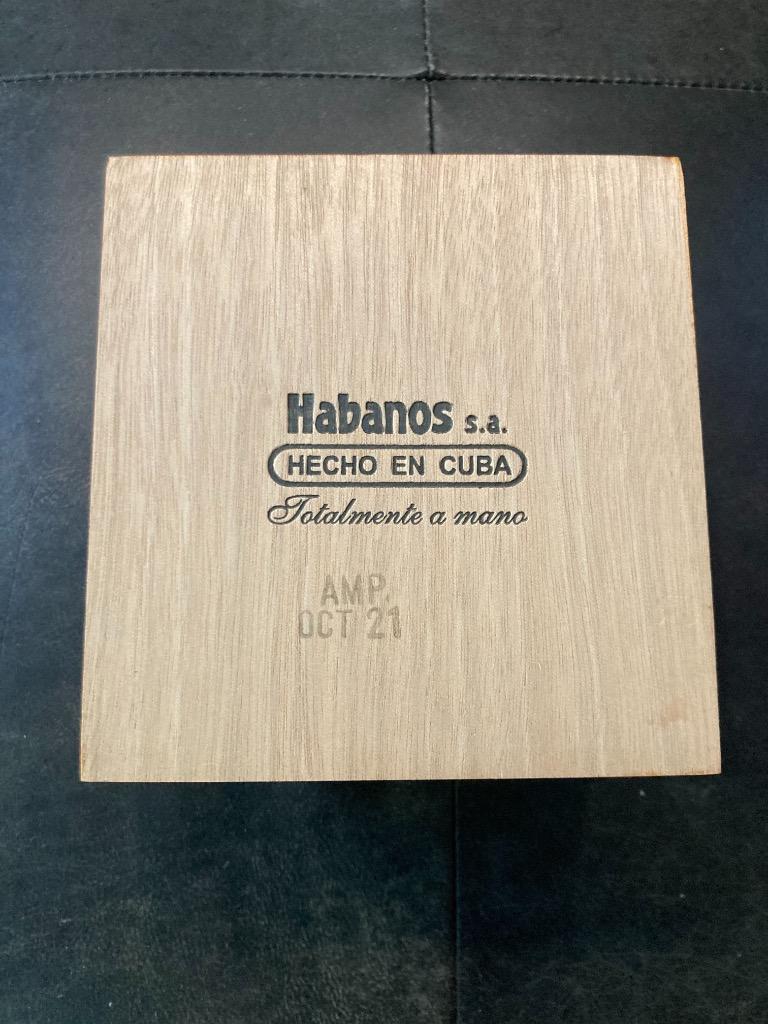 Habanos s.a.
HECHO EN CUBA
Totalmente a mano
AMP.
OCT 21